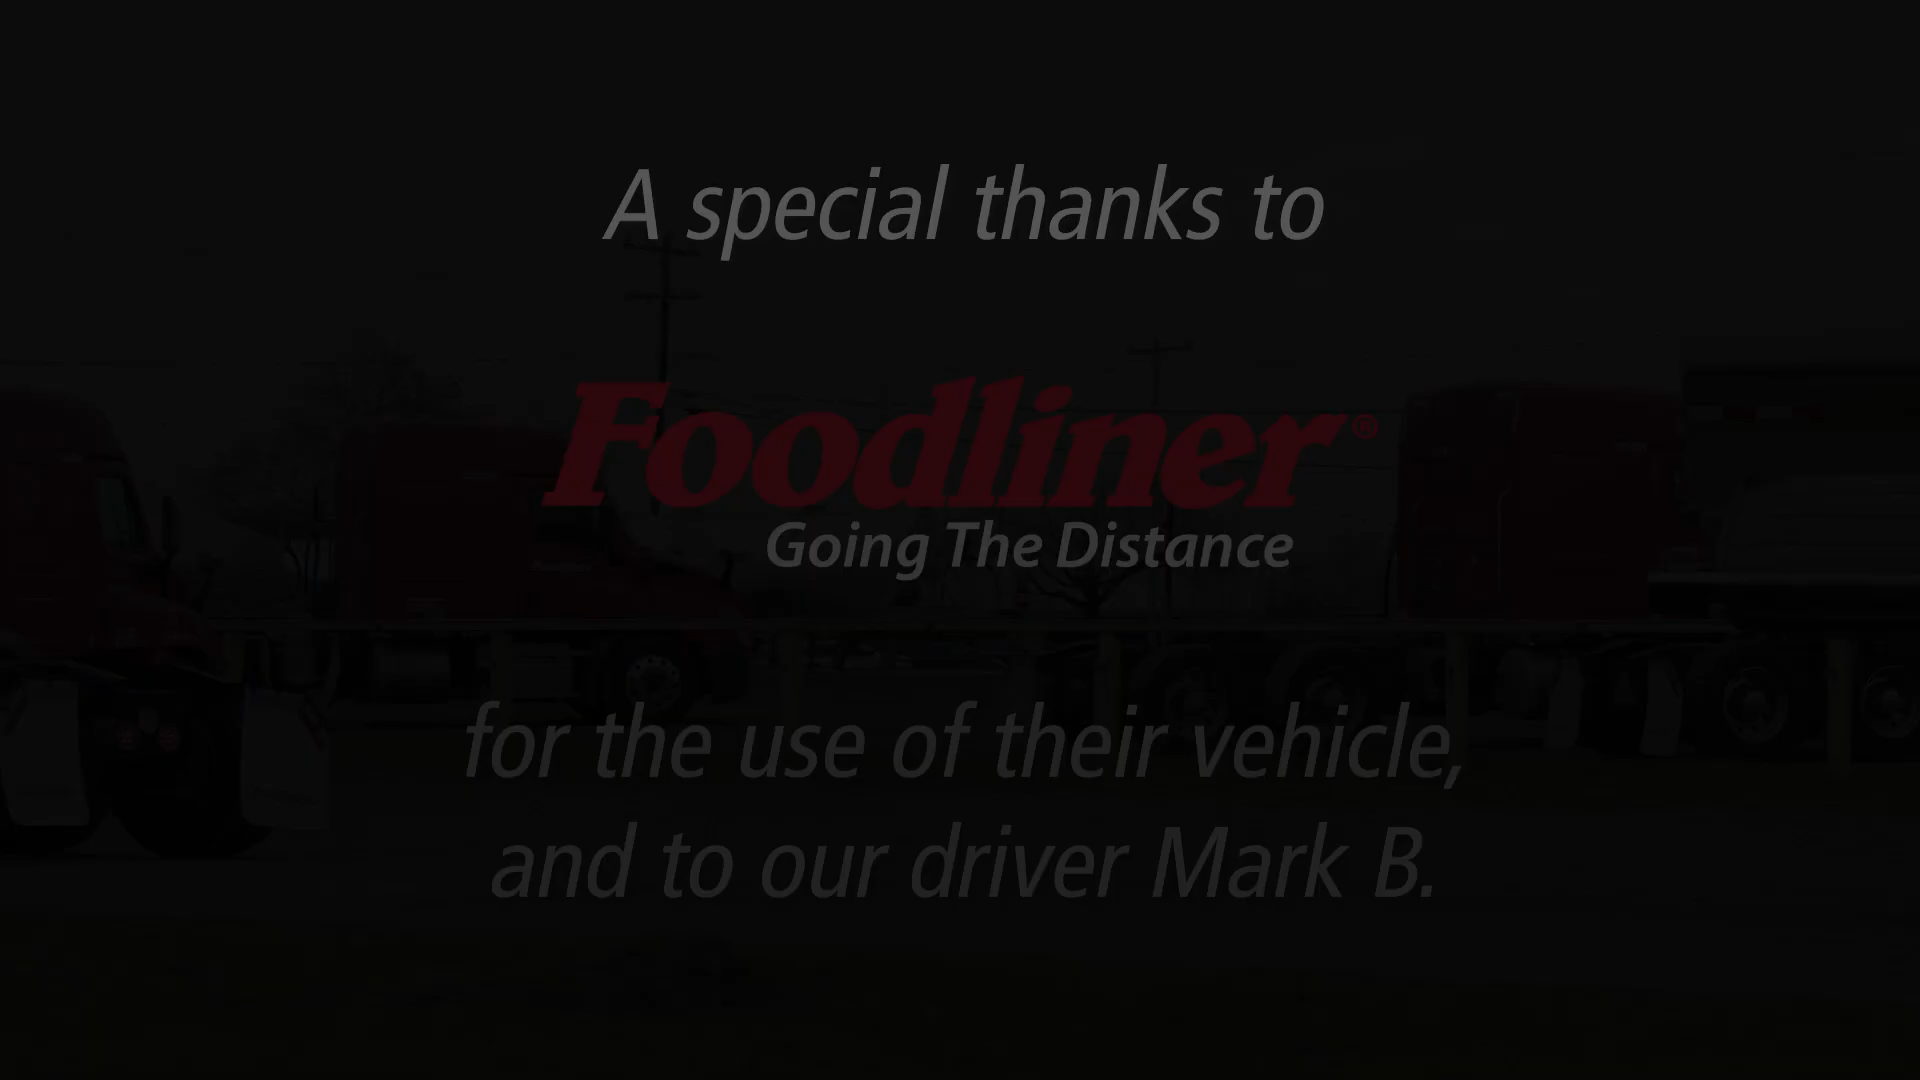 A special thanks to
Foodliner®
Going The Distance
for the use of their vehicle,
and to our driver Mark B.